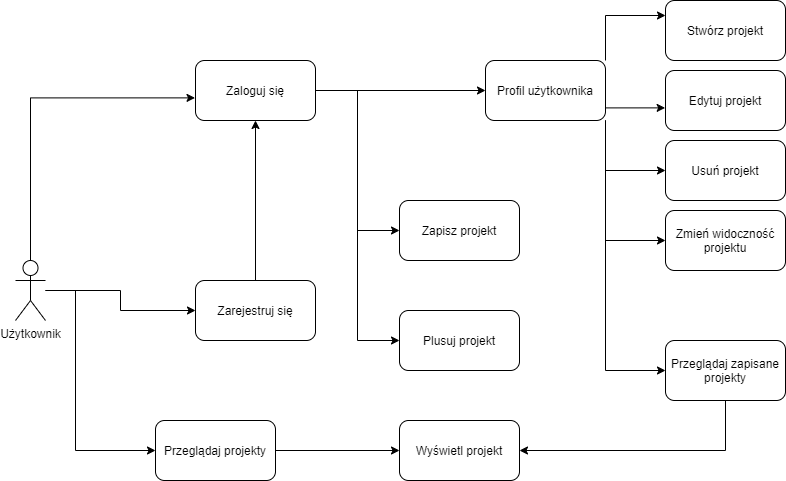 Stwórz projekt
Zaloguj się
Profil użytkownika
Edytuj projekt
Usuń projekt
Zapisz projekt
Zmień widoczność
projektu
Zarejestruj się
Użytkownik
Plusuj projekt
Przeglądaj zapisane
projekty
Przeglądaj projekty
Wyświetl projekt